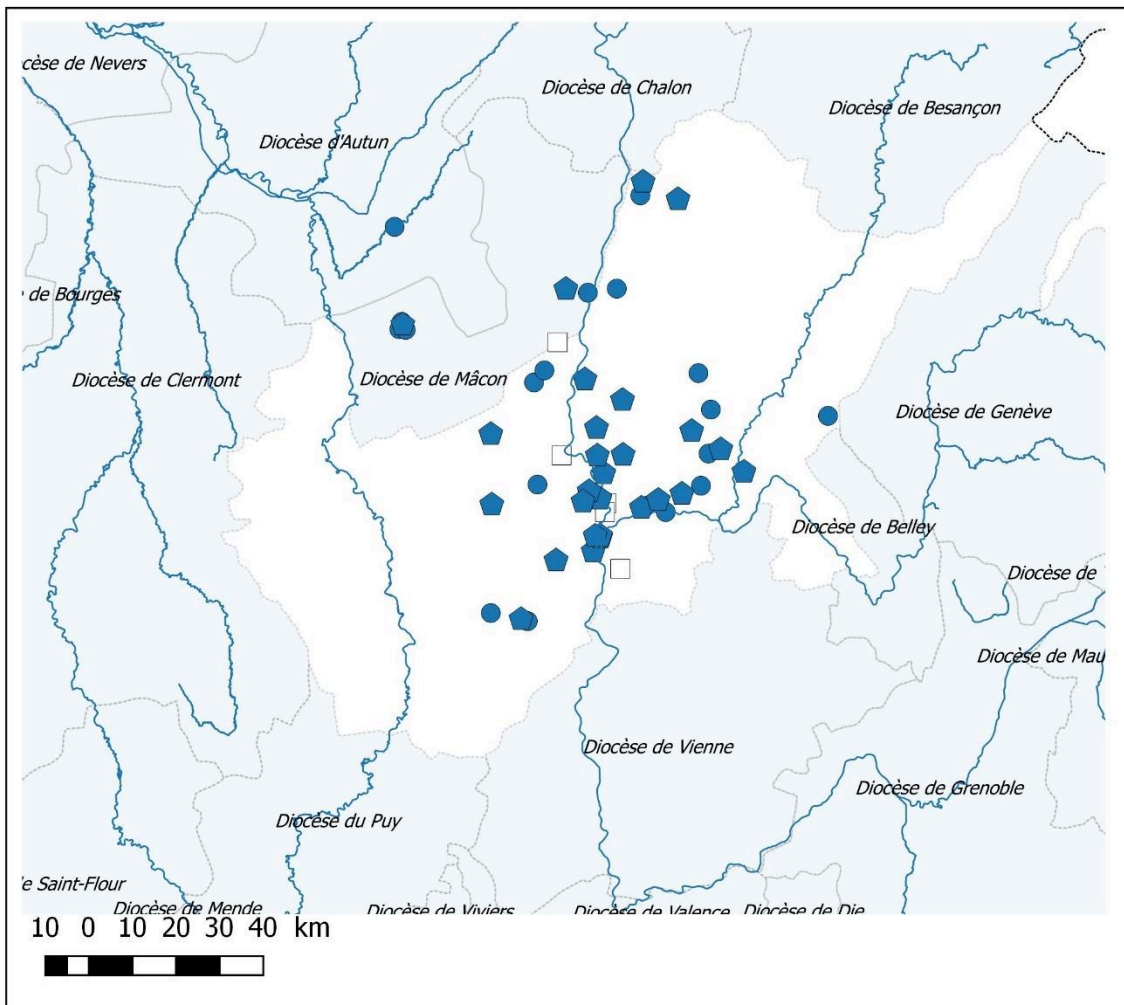 cèse de Nevers
Diocèse de Chalon
Diocèse de Besançon
Diocèse d'Autun
de Bourges
Diocèse de Clermont
Diocèse de Mâcon
Diocèse de Genève
Diocèse de Belley
Diocèse de
Diocèse de Mau
Diocèse de Vienne
Diocèse de Grenoble
Diocèse du Puy
le Saint-Flour
Diocèse de Mende
Diocèse de Viviers
Diocèse de Valence
Diocèse de Die
10 0 10 20 30 40 km